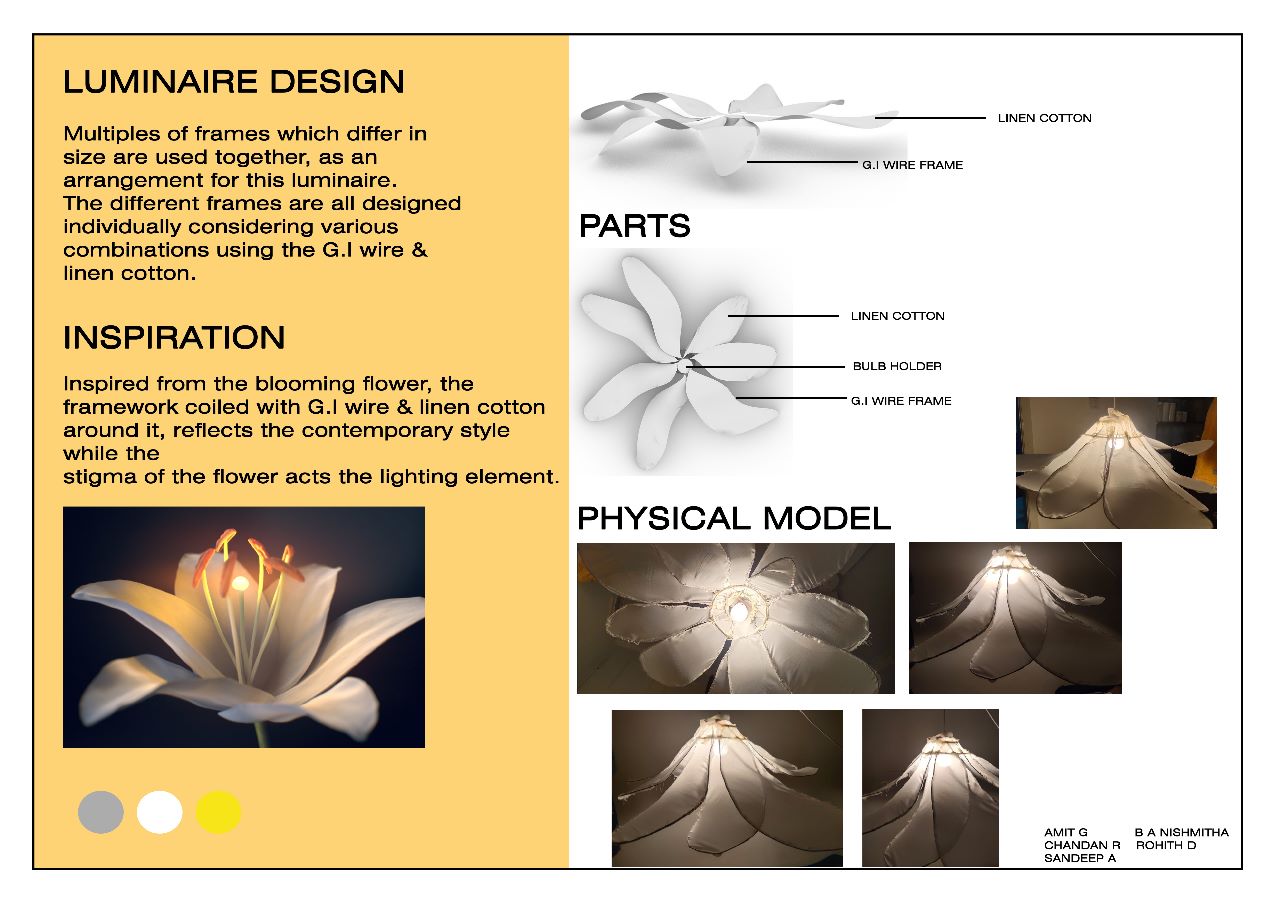 LUMINAIRE DESIGN
Multiples of frames which differ in
size are used together, as an
arrangement for this luminaire.
The different frames are all designed
individually considering various
combinations using the G.I wire &
linen cotton.
INSPIRATION
Inspired from the blooming flower, the
framework coiled with G.I wire & linen cotton
around it, reflects the contemporary style
while the
stigma of the flower acts the lighting element.
LINEN COTTON
G.I WIRE FRAME
PARTS
LINEN COTTON
BULB HOLDER
G.I WIRE FRAME
PHYSICAL MODEL
AMIT G B A NISHMITHA
CHANDAN R ROHITH D
SANDEEP A